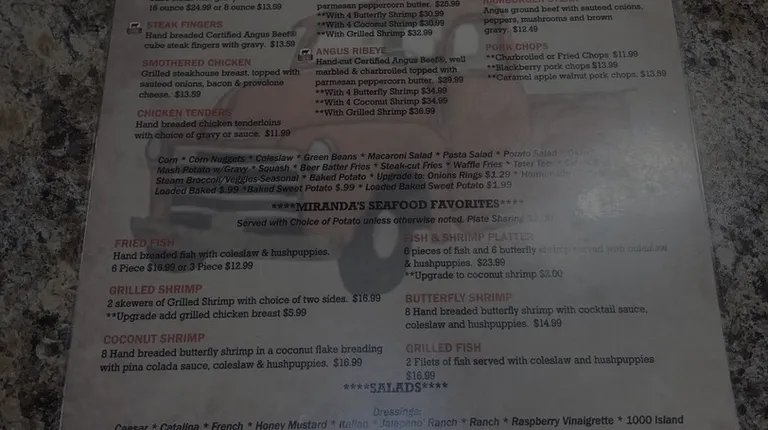 16 ounce $24.99 or 8 ounce $13.59
STEAK FINGERS
Hand breaded Certified Angus Beef®
cube steak fingers with gravy. $13.59
SMOTHERED CHICKEN
Grilled steakhouse breast, topped with
sauteed onions, bacon & provolone
cheese. $13.59
CHICKEN TENDERS
Hand breaded chicken tenderloins
with choice of gravy or sauce. $11.99
parmesan peppercorn butter. $25.99
**With 4 Butterfly Shrimp $30.99
**With 4 Coconut Shrimp $30.99
**With Grilled Shrimp $32.99
ANGUS RIBEYE
Hand-cut Certified Angus Beef®, well
marbled & charbroiled topped with
parmesan peppercorn butter. $29.99
**With 4 Butterfly Shrimp $34.99
**With 4 Coconut Shrimp $34.99
**With Grilled Shrimp $36.99
HAMBURGER STEAK
Angus ground beef with sauteed onions,
peppers, mushrooms and brown
gravy. $12.49
PORK CHOPS
**Charbroiled or Fried Chops $11.99
**Blackberry pork chops $13.99
**Caramel apple walnut pork chops. $13.59
Corn * Corn Nuggets * Coleslaw * Green Beans * Macaroni Salad * Pasta Salad * Potato Salad
Mash Potato w/Gravy * Squash * Beer Batter Fries * Steak-cut Fries * Waffle Fries * Tater Tots
Steam Broccoli/Veggies-Seasonal * Baked Potato * Upgrade to: Onions Rings $1.29 *
Loaded Baked $.99 *Baked Sweet Potato $.99 * Loaded Baked Sweet Potato $1.99
****MIRANDA'S SEAFOOD FAVORITES****
Served with Choice of Potato unless otherwise noted. Plate Sharing
FRIED FISH
Hand breaded fish with coleslaw & hushpuppies.
6 Piece $16.99 or 3 Piece $12.99
GRILLED SHRIMP
2 skewers of Grilled Shrimp with choice of two sides. $16.99
**Upgrade add grilled chicken breast $5.99
COCONUT SHRIMP
8 Hand breaded butterfly shrimp in a coconut flake breading
with pina colada sauce, coleslaw & hushpuppies. $16.99
FISH & SHRIMP PLATTER
6 pieces of fish and 6 butterfly shrimp served with coleslaw
& hushpuppies. $23.99
**Upgrade to coconut shrimp $2.00
BUTTERFLY SHRIMP
8 Hand breaded butterfly shrimp with cocktail sauce,
coleslaw and hushpuppies. $14.99
GRILLED FISH
2 Filets of fish served with coleslaw and hushpuppies
$16.99
****SALADS****
Dressings:
Caesar * Catalina * French * Honey Mustard * Italian * Jalapeno Ranch * Ranch * Raspberry Vinaigrette * 1000 Island